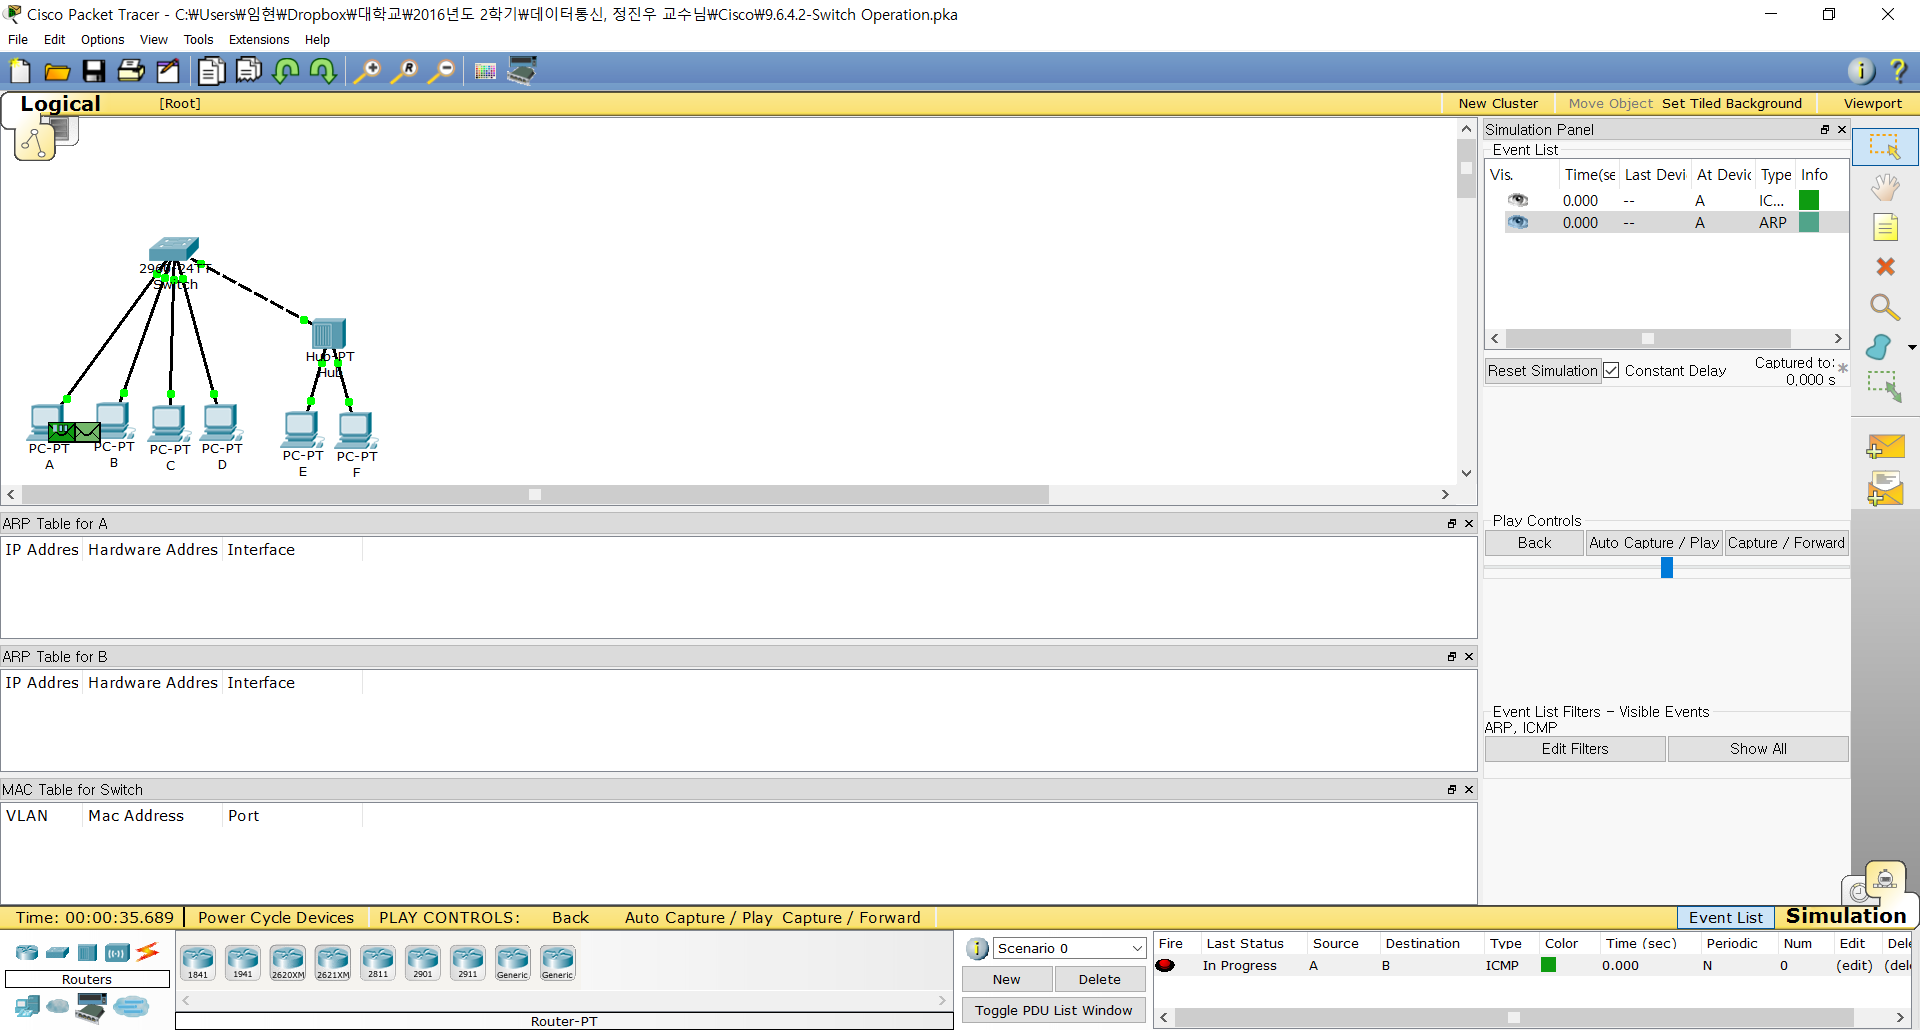 Cisco Packet Tracer - C:₩Users₩임현₩Dropbox₩대학교₩2016년도 2학기₩데이터통신, 정진우 교수님₩Cisco₩9.6.4.2-Switch Operation.pka
File Edit Options View Tools Extensions Help
Logical [Root] New Cluster Move Object Set Tiled Background Viewport
2960-24TT
Switch
Hub-PT
Hub
PC-PT
A
PC-PT
B
PC-PT
C
PC-PT
D
PC-PT
E
PC-PT
F
Simulation Panel
Event List
Vis. Time(se Last Devi At Devic Type Info
0.000 -- A IC...
0.000 -- A ARP
Reset Simulation Constant Delay Captured to:
0.000 s
Play Controls
Back Auto Capture / Play Capture / Forward
Event List Filters - Visible Events
ARP, ICMP
Edit Filters Show All
ARP Table for A
IP Addres Hardware Addres Interface
ARP Table for B
IP Addres Hardware Addres Interface
MAC Table for Switch
VLAN Mac Address Port
Time: 00:00:35.689 Power Cycle Devices PLAY CONTROLS: Back Auto Capture / Play Capture / Forward Event List Simulation
Routers
1841 1941 2620XM 2621XM 2811 2901 2911 Generic Generic
Router-PT
Scenario 0
New Delete
Toggle PDU List Window
Fire Last Status Source Destination Type Color Time (sec) Periodic Num Edit Dele
In Progress A B ICMP 0.000 N 0 (edit) (del